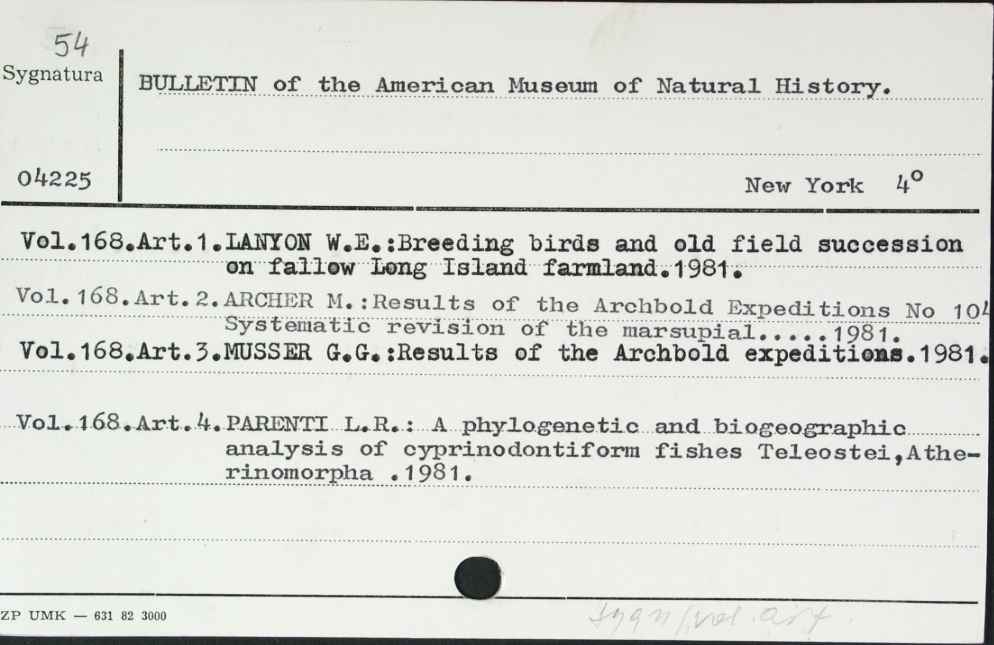 54
Sygnatura
BULLETIN of the American Museum of Natural History.
04225
New York 4°
Vol.168.Art.1.LANYON W.E.:Breeding birds and old field succession
on fallow Long Island farmland.1981.
Vol.168.Art.2.ARCHER M.:Results of the Archbold Expeditions No 104
Systematic revision of the marsupial.....1981.
Vol.168.Art.3.MUSSER G.G.:Results of the Archbold expeditions.1981.
Vol.168.Art.4.PARENTI L.R.: A phylogenetic and biogeographic
analysis of cyprinodontiform fishes Teleostei,Athe-
rinomorpha .1981.
ZP UMK — 631 82 3000